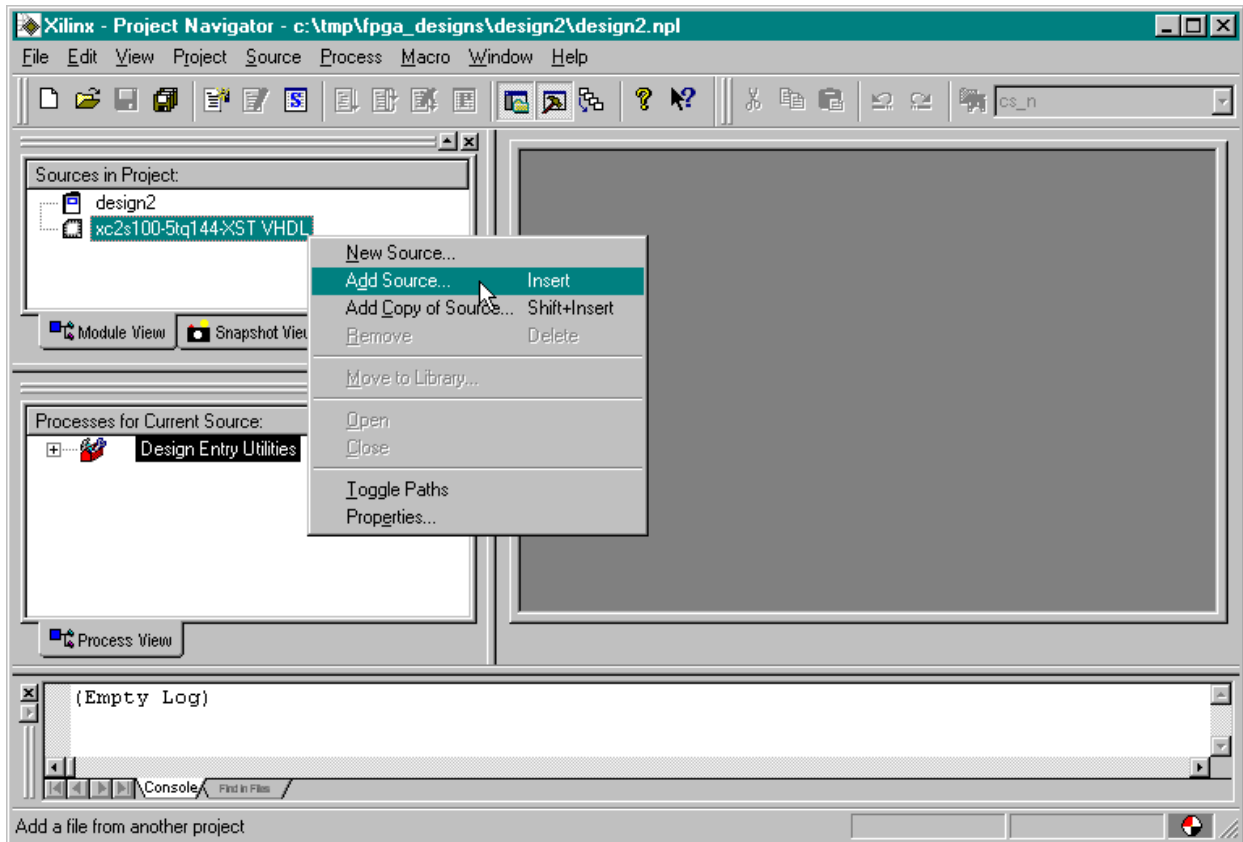 Xilinx - Project Navigator - c:\tmp\fpga_designs\design2\design2.npl
File Edit View Project Source Process Macro Window Help
cs_n
Sources in Project:
design2
xc2s100-5tq144-XST VHDL
New Source...
Add Source... Insert
Add Copy of Source... Shift+Insert
Remove Delete
Move to Library...
Open
Close
Toggle Paths
Properties...
Module View Snapshot View
Processes for Current Source:
Design Entry Utilities
Process View
(Empty Log)
Console Find in Files
Add a file from another project